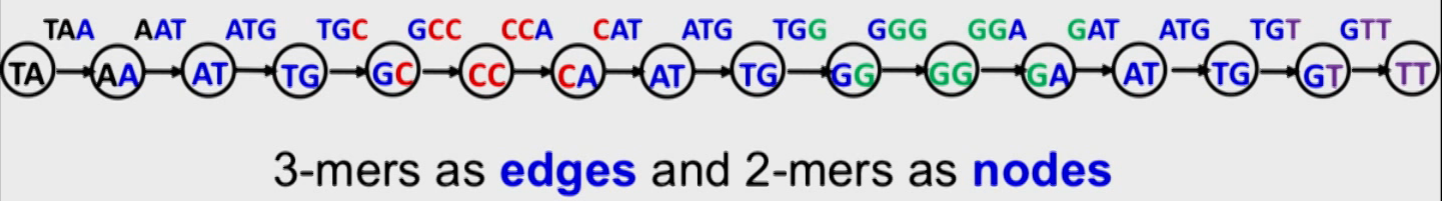 TAA AAT ATG TGC GCC CCA CAT ATG TGG GGG GGA GAT ATG TGT GTT
TA AA AT TG GC CC CA AT TG GG GG GA AT TG GT TT
3-mers as edges and 2-mers as nodes